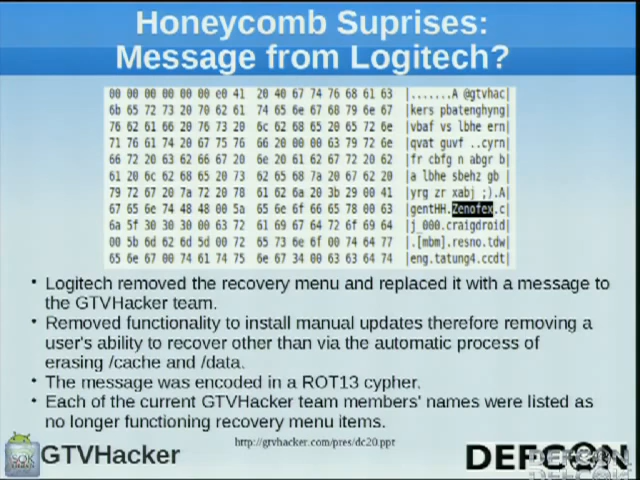 Honeycomb Suprises:
Message from Logitech?
00 00 00 00 00 00 e0 41 20 40 67 74 76 68 61 63 |.......A @gtvhac|
6b 65 72 73 20 70 62 61 74 65 6e 67 68 79 6e 67 |kers pbatenghyng|
76 62 61 66 20 76 73 20 6c 62 68 65 20 65 72 6e |vbaf vs lbhe ern|
71 76 61 74 20 67 75 76 66 20 00 00 63 79 72 6e |qvat guvf ..cyrn|
66 72 20 63 62 66 67 20 6e 20 61 62 67 72 20 62 |fr cbfg n abgr b|
61 20 6c 62 68 65 20 73 62 65 68 7a 20 67 62 20 |a lbhe sbehz gb |
79 72 67 20 7a 72 20 78 61 62 6a 20 3b 29 00 41 |yrg zr xabj ;).A|
67 65 6e 74 48 48 00 5a 65 6e 6f 66 65 78 00 63 |gentHH.Zenofex.c|
6a 5f 30 30 30 00 63 72 61 69 67 64 72 6f 69 64 |j_000.craigdroid|
00 5b 6d 62 6d 5d 00 72 65 73 6e 6f 00 74 64 77 |.[mbm].resno.tdw|
65 6e 67 00 74 61 74 75 6e 67 34 00 63 63 64 74 |eng.tatung4.ccdt|
• Logitech removed the recovery menu and replaced it with a message to
the GTVHacker team.
• Removed functionality to install manual updates therefore removing a
user's ability to recover other than via the automatic process of
erasing /cache and /data.
• The message was encoded in a ROT13 cypher.
• Each of the current GTVHacker team members' names were listed as
no longer functioning recovery menu items.
http://gtvhacker.com/pres/dc20.ppt
GTVHacker
DEFCON